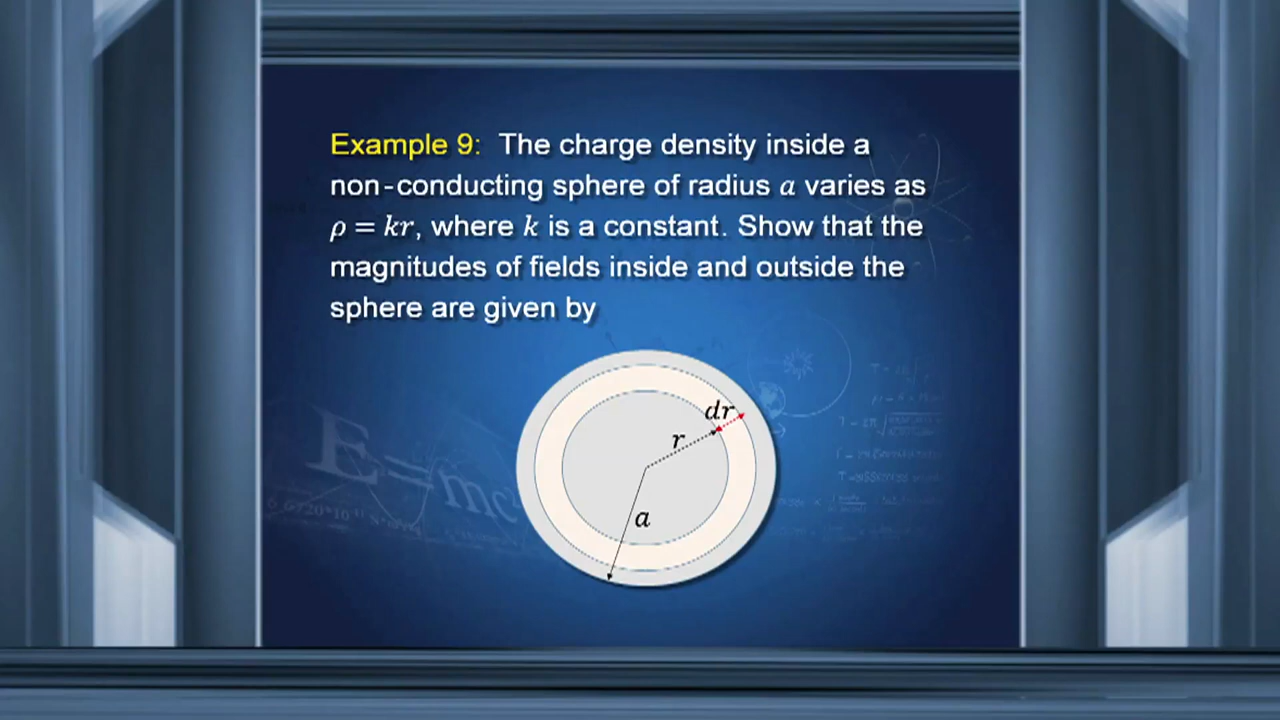 Example 9: The charge density inside a
non-conducting sphere of radius a varies as
ρ = kr, where k is a constant. Show that the
magnitudes of fields inside and outside the
sphere are given by
dr
r
a
E=mc²